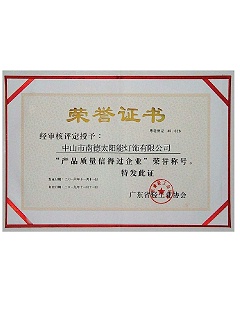 荣誉证书
经审核评定授予：
中山市南德太阳能灯饰有限公司
“产品质量信得过企业”荣誉称号。
特发此证
广东省轻工业协会